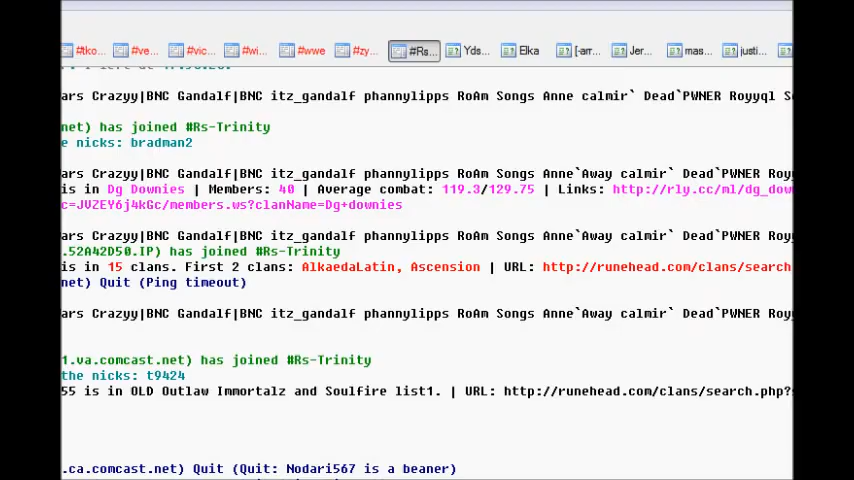 #tko... #ve... #vic... #wi... #wwe #zy... #Rs... Yds... Elka [-arr... Jer... mas... justi...
ars Crazyy|BNC Gandalf|BNC itz_gandalf phannylipps RoAm Songs Anne calmir` Dead`PWNER Royyql S
net) has joined #Rs-Trinity
e nicks: bradman2
ars Crazyy|BNC Gandalf|BNC itz_gandalf phannylipps RoAm Songs Anne`Away calmir` Dead`PWNER Roy
is in Dg Downies | Members: 40 | Average combat: 119.3/129.75 | Links: http://rly.cc/ml/dg_dow
c=JVZEY6j4kGc/members.ws?clanName=Dg+downies
ars Crazyy|BNC Gandalf|BNC itz_gandalf phannylipps RoAm Songs Anne`Away calmir` Dead`PWNER Roy
.52A42D50.IP) has joined #Rs-Trinity
is in 15 clans. First 2 clans: AlkaedaLatin, Ascension | URL: http://runehead.com/clans/search
net) Quit (Ping timeout)
ars Crazyy|BNC Gandalf|BNC itz_gandalf phannylipps RoAm Songs Anne`Away calmir` Dead`PWNER Roy
1.va.comcast.net) has joined #Rs-Trinity
the nicks: t9424
55 is in OLD Outlaw Immortalz and Soulfire list1. | URL: http://runehead.com/clans/search.php?
.ca.comcast.net) Quit (Quit: Nodari567 is a beaner)